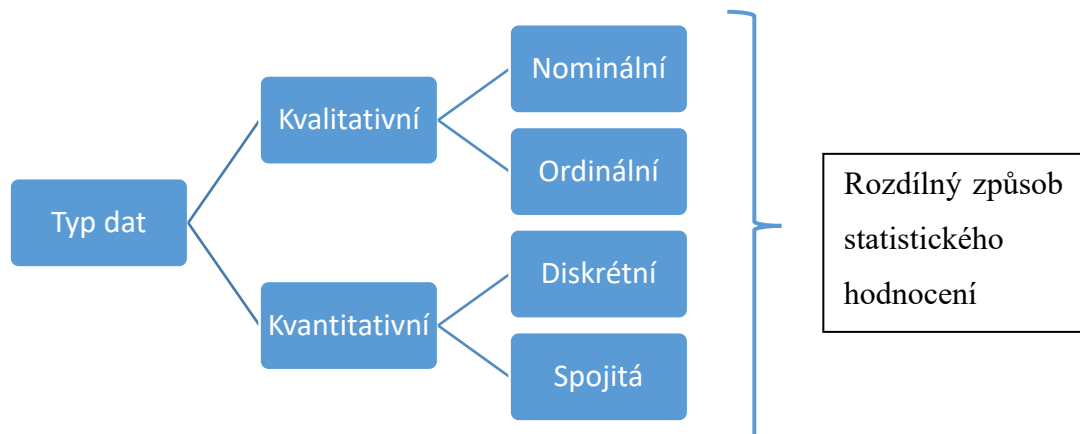 Typ dat
Kvalitativní
Kvantitativní
Nominální
Ordinální
Diskrétní
Spojitá
Rozdílný způsob
statistického
hodnocení